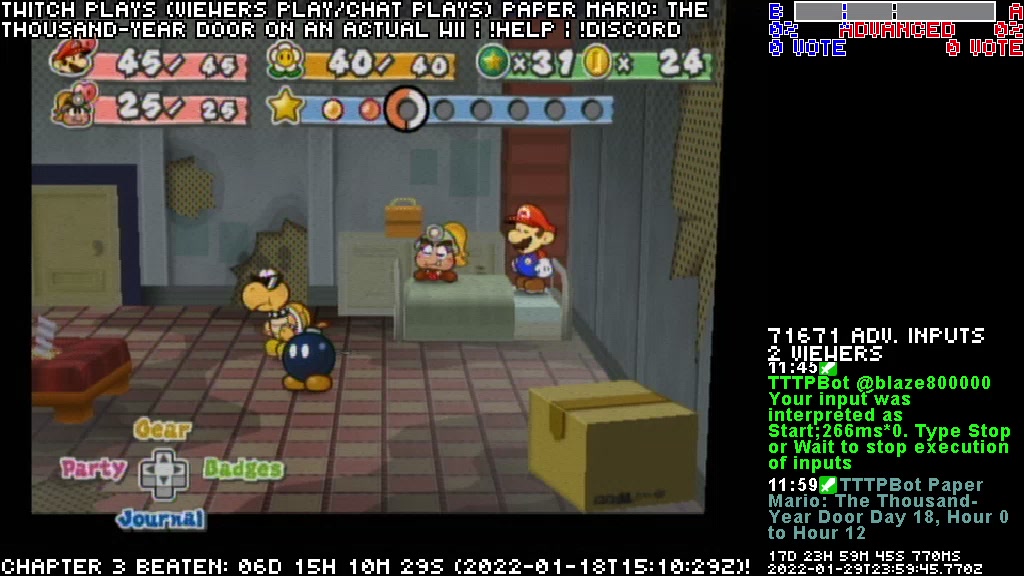 TWITCH PLAYS (VIEWERS PLAY/CHAT PLAYS) PAPER MARIO: THE
THOUSAND-YEAR DOOR ON AN ACTUAL WII ¦ !HELP ¦ !DISCORD
B A
0% ADVANCED 0%
0 VOTE 0 VOTE
45/ 45 40/ 40 ×31 × 24
25/ 25
Gear
Party Badges
Journal
71671 ADV. INPUTS
2 VIEWERS
11:45
TTTPBot @blaze800000
Your input was
interpreted as
Start;266ms*0. Type Stop
or Wait to stop execution
of inputs
11:59 TTTPBot Paper
Mario: The Thousand-
Year Door Day 18, Hour 0
to Hour 12
17D 23H 59M 45S 770MS
2022-01-29T23:59:45.770Z
CHAPTER 3 BEATEN: 06D 15H 10M 29S (2022-01-18T15:10:29Z)!